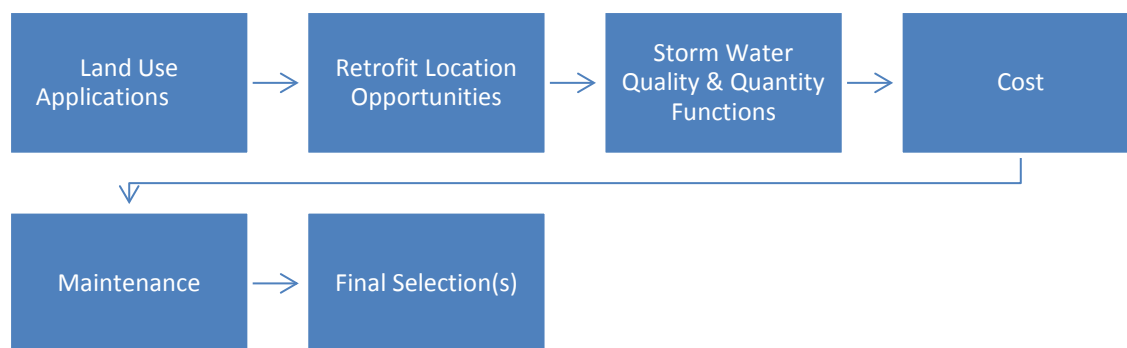 Land Use
Applications
Retrofit Location
Opportunities
Storm Water
Quality & Quantity
Functions
Cost
Maintenance
Final Selection(s)